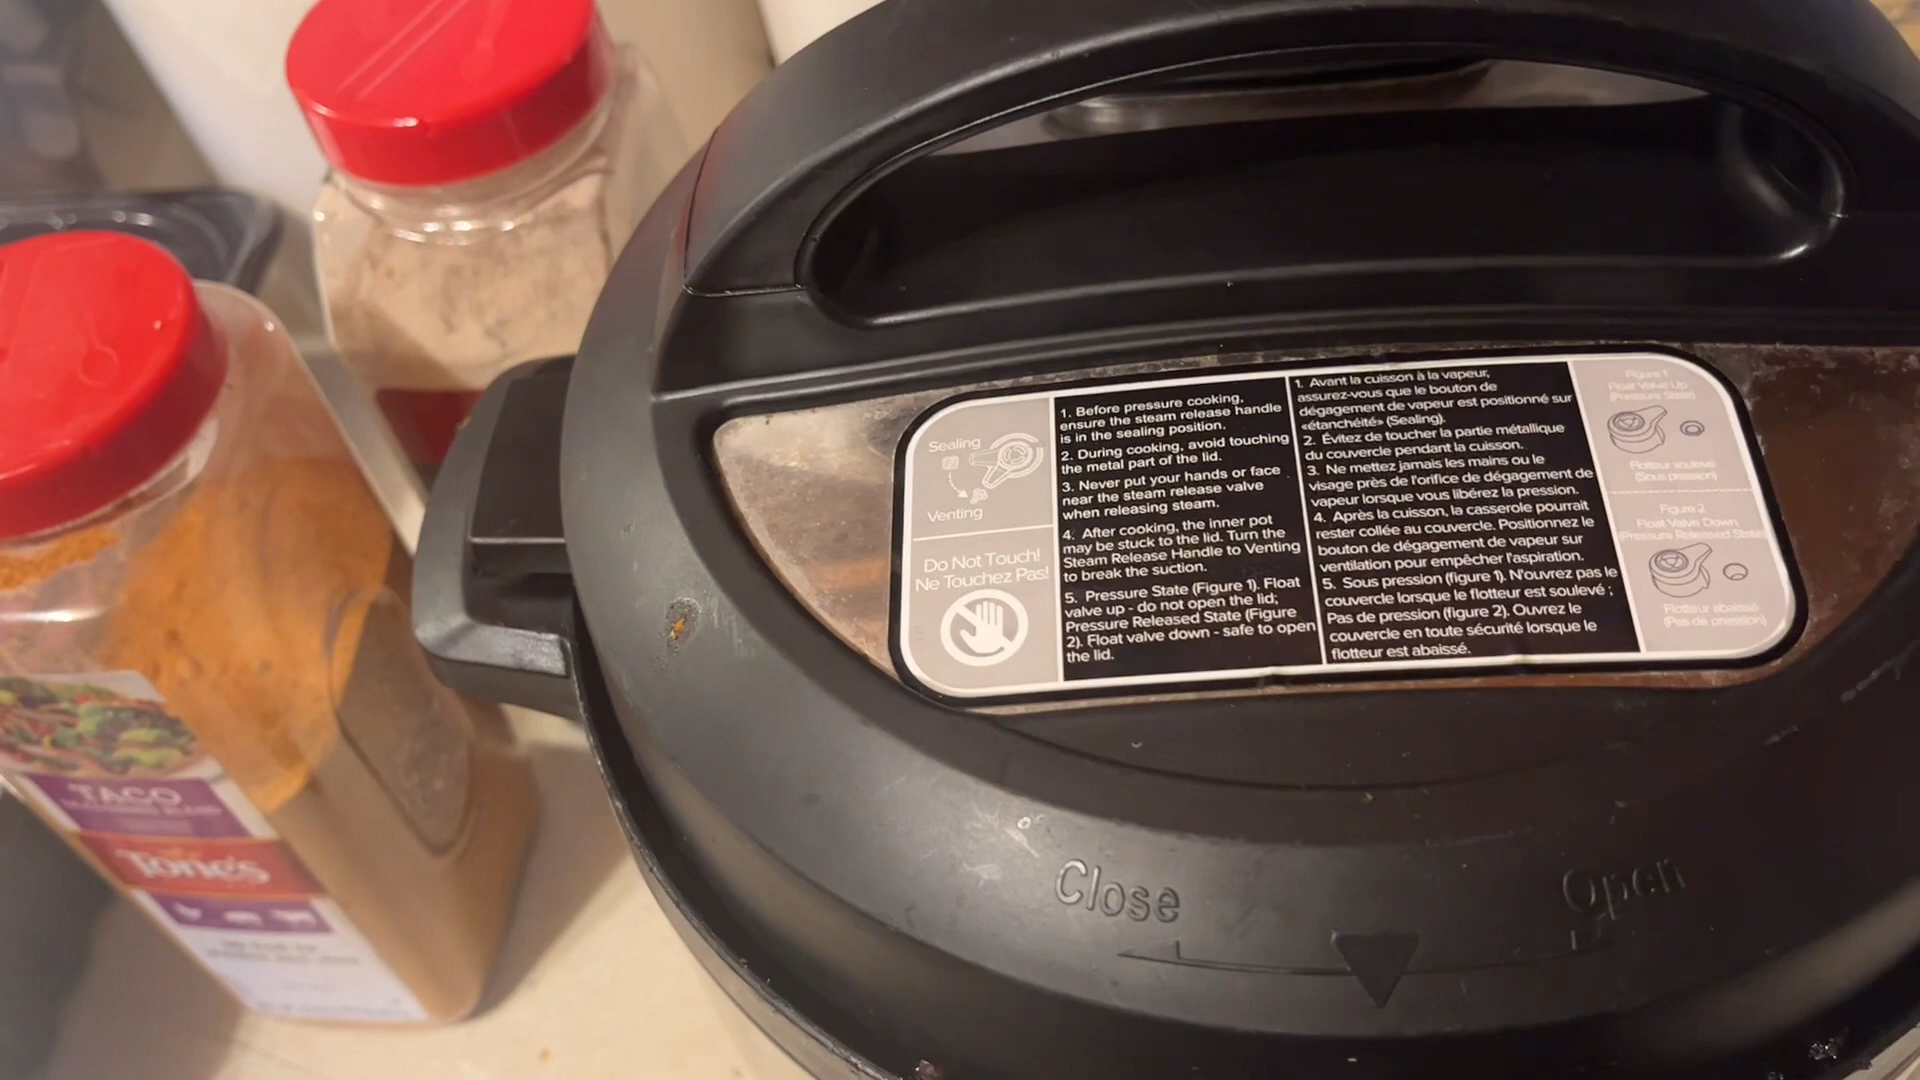 Sealing
Venting
Do Not Touch!
Ne Touchez Pas!
1. Before pressure cooking,
ensure the steam release handle
is in the sealing position.
2. During cooking, avoid touching
the metal part of the lid.
3. Never put your hands or face
near the steam release valve
when releasing steam.
4. After cooking, the inner pot
may be stuck to the lid. Turn the
Steam Release Handle to Venting
to break the suction.
5. Pressure State (Figure 1). Float
valve up - do not open the lid;
Pressure Released State (Figure
2). Float valve down - safe to open
the lid.
1. Avant la cuisson à la vapeur,
assurez-vous que le bouton de
dégagement de vapeur est positionné sur
«étanchéité» (Sealing).
2. Évitez de toucher la partie métallique
du couvercle pendant la cuisson.
3. Ne mettez jamais les mains ou le
visage près de l'orifice de dégagement de
vapeur lorsque vous libérez la pression.
4. Après la cuisson, la casserole pourrait
rester collée au couvercle. Positionnez le
bouton de dégagement de vapeur sur
ventilation pour empêcher l'aspiration.
5. Sous pression (figure 1). N'ouvrez pas le
couvercle lorsque le flotteur est soulevé ;
Pas de pression (figure 2). Ouvrez le
couvercle en toute sécurité lorsque le
flotteur est abaissé.
Figure 1
Float Valve Up
(Pressure State)
Flotteur soulevé
(Sous pression)
Figure 2
Float Valve Down
(Pressure Released State)
Flotteur abaissé
(Pas de pression)
TACO
Tone's
Close
Open